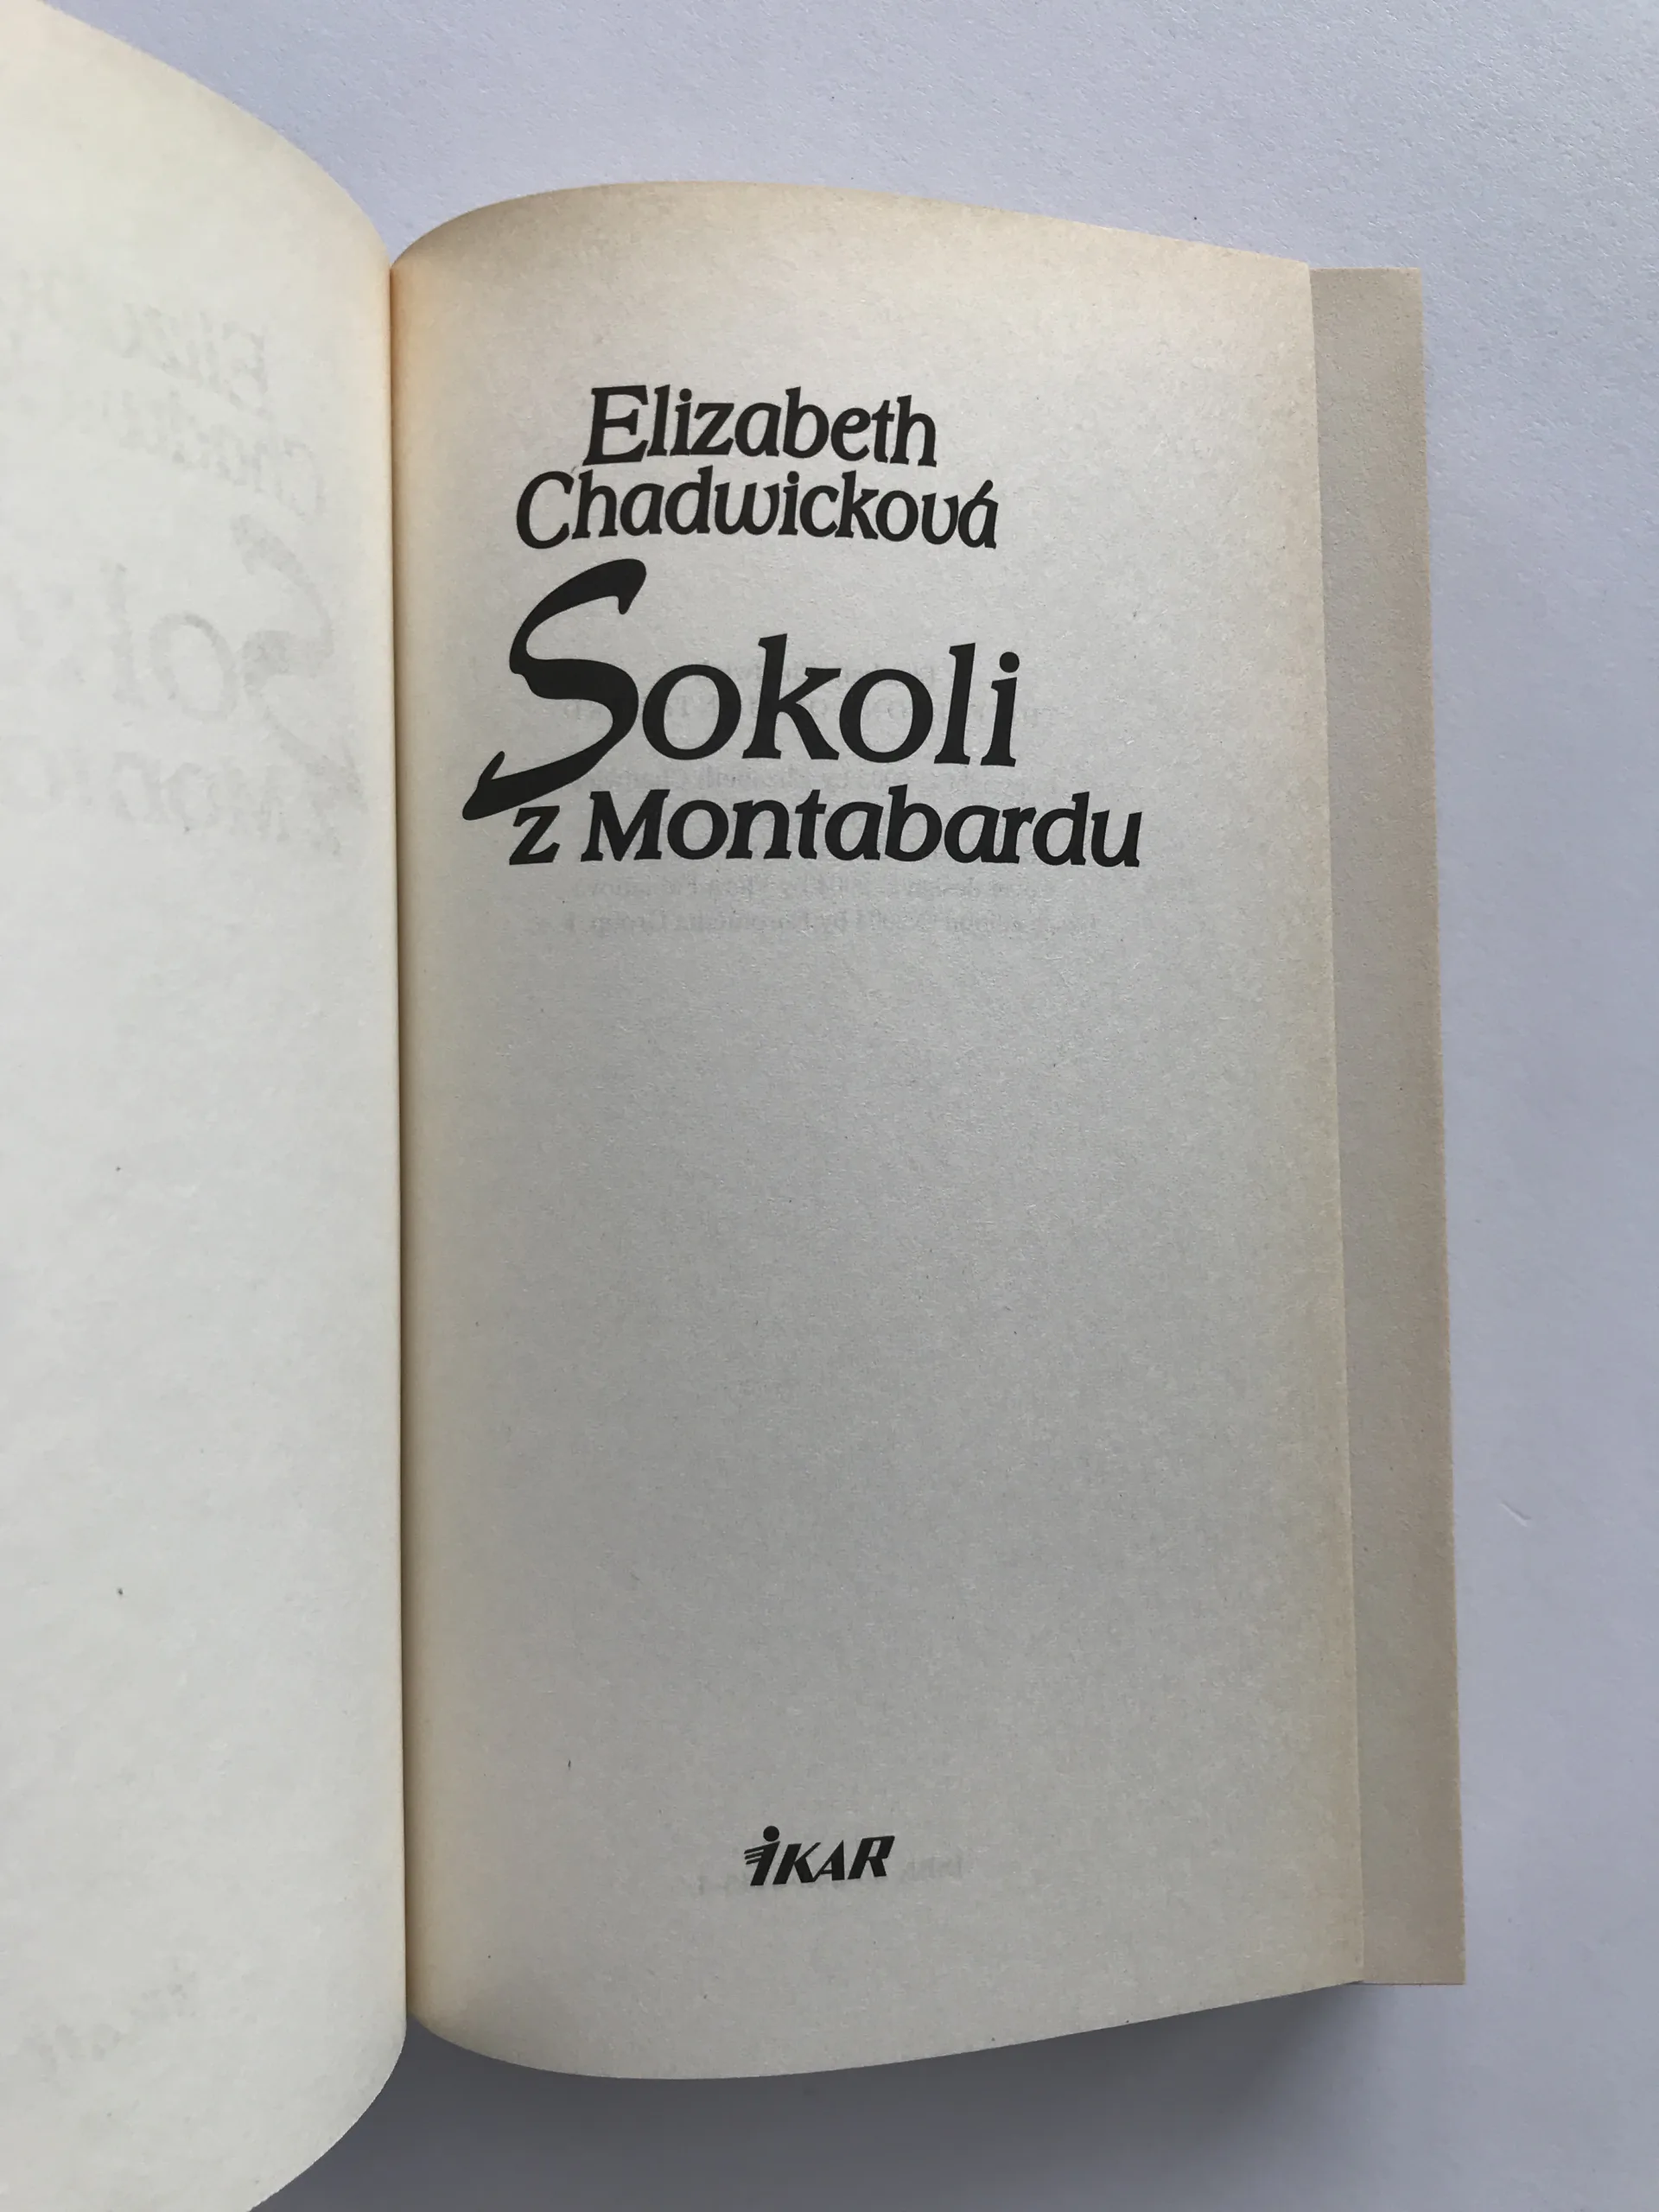 Elizabeth
Chadwicková
Sokoli
z Montabardu
IKAR